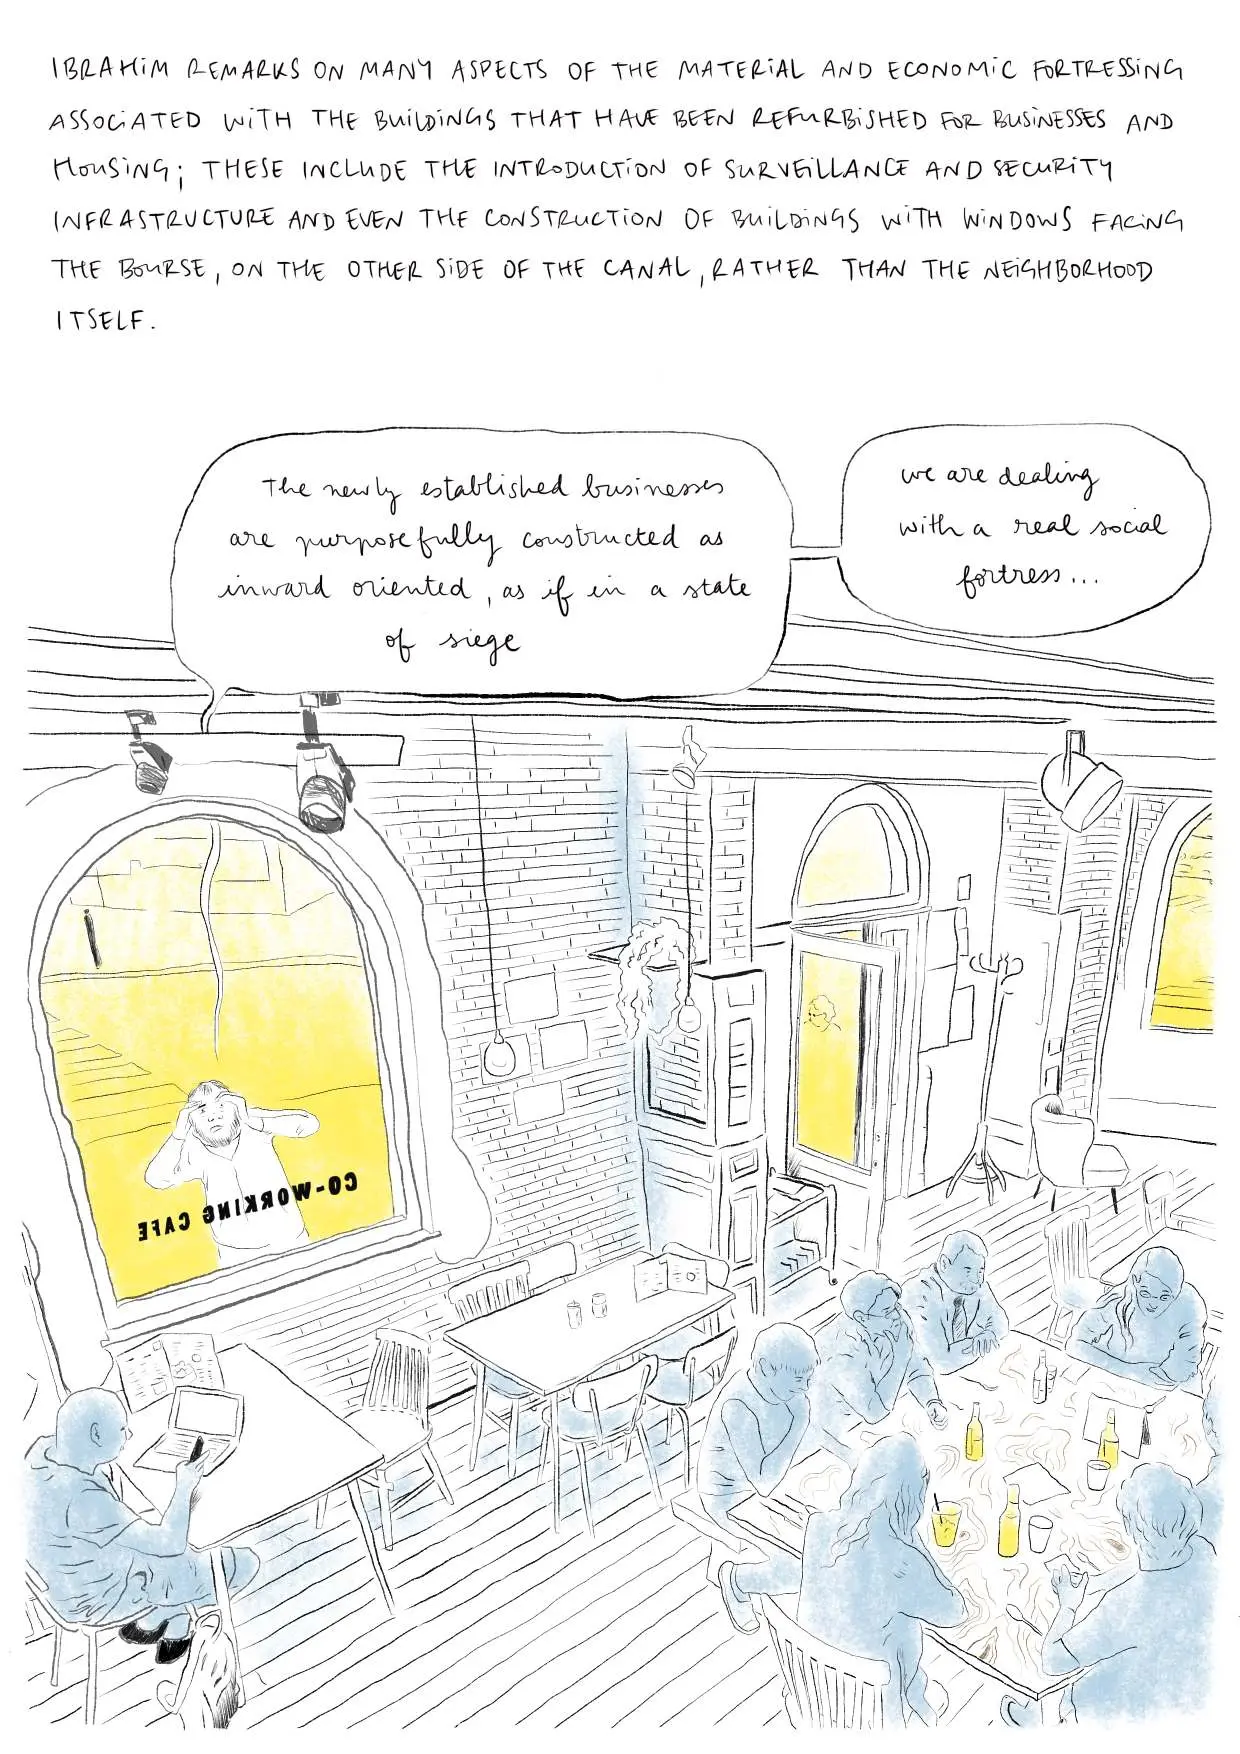 IBRAHIM REMARKS ON MANY ASPECTS OF THE MATERIAL AND ECONOMIC FORTRESSING
ASSOCIATED WITH THE BUILDINGS THAT HAVE BEEN REFURBISHED FOR BUSINESSES AND
HOUSING; THESE INCLUDE THE INTRODUCTION OF SURVEILLANCE AND SECURITY
INFRASTRUCTURE AND EVEN THE CONSTRUCTION OF BUILDINGS WITH WINDOWS FACING
THE BOURSE, ON THE OTHER SIDE OF THE CANAL, RATHER THAN THE NEIGHBORHOOD
ITSELF.
The newly established businesses
are purposefully constructed as
inward oriented, as if in a state
of siege
we are dealing
with a real social
fortress...
CO-WORKING CAFE